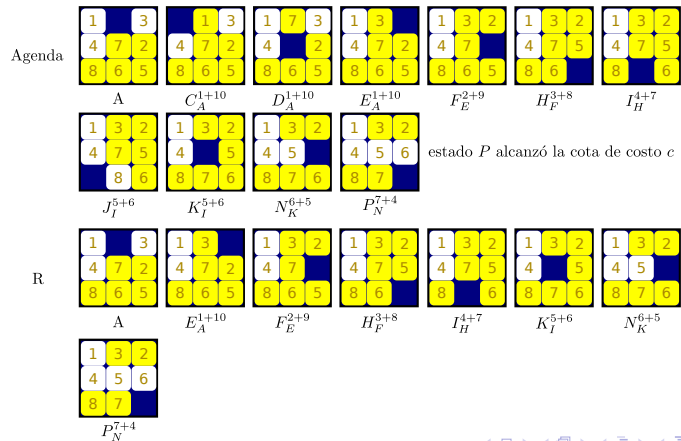 1 3 1 3 1 7 3 1 3 1 3 2 1 3 2 1 3 2
Agenda 4 7 2 4 7 2 4 2 4 7 2 4 7 4 7 5 4 7 5
8 6 5 8 6 5 8 6 5 8 6 5 8 6 5 8 6 8 6
A C_A^{1+10} D_A^{1+10} E_A^{1+10} F_E^{2+9} H_F^{3+8} I_H^{4+7}
1 3 2 1 3 2 1 3 2 1 3 2
4 7 5 4 5 4 5 4 5 6 estado P alcanzó la cota de costo c
8 6 8 7 6 8 7 6 8 7
J_I^{5+6} K_I^{5+6} N_K^{6+5} P_N^{7+4}
1 3 1 3 1 3 2 1 3 2 1 3 2 1 3 2 1 3 2
R 4 7 2 4 7 2 4 7 4 7 5 4 7 5 4 5 4 5
8 6 5 8 6 5 8 6 5 8 6 8 6 8 7 6 8 7 6
A E_A^{1+10} F_E^{2+9} H_F^{3+8} I_H^{4+7} K_I^{5+6} N_K^{6+5}
1 3 2
4 5 6
8 7
P_N^{7+4}